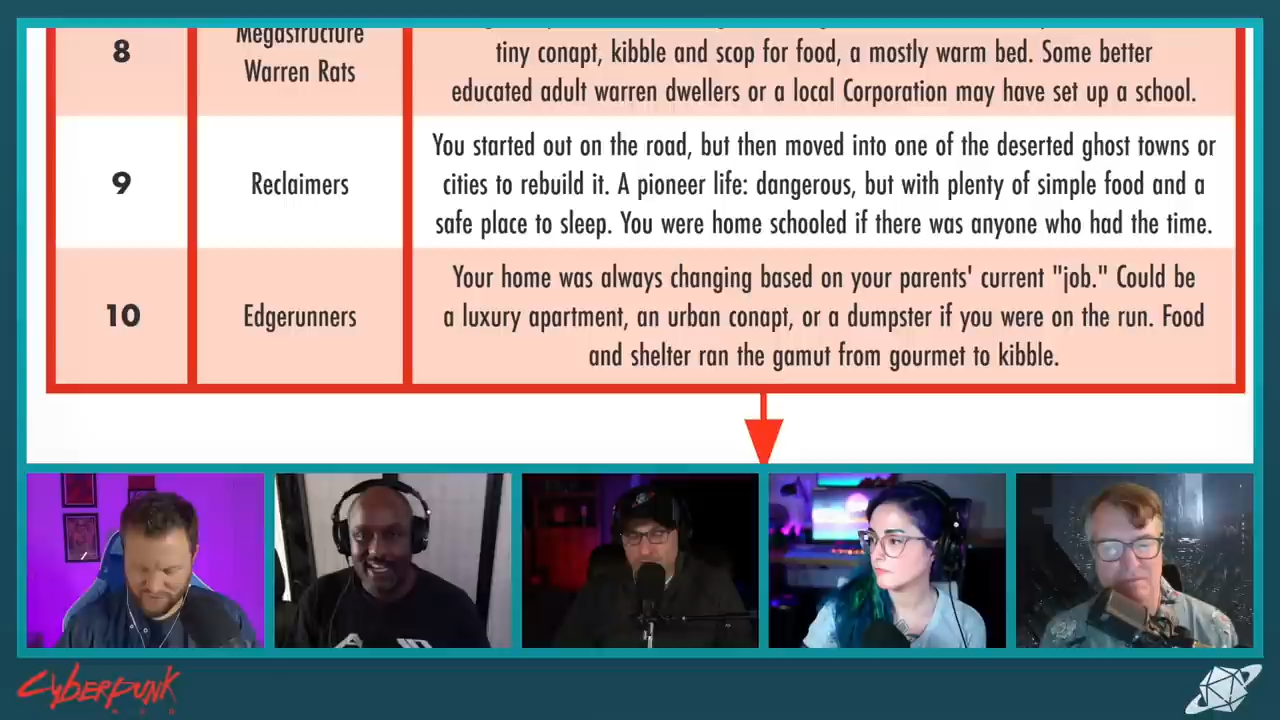 8
Megastructure
Warren Rats
tiny conapt, kibble and scop for food, a mostly warm bed. Some better
educated adult warren dwellers or a local Corporation may have set up a school.
9
Reclaimers
You started out on the road, but then moved into one of the deserted ghost towns or
cities to rebuild it. A pioneer life: dangerous, but with plenty of simple food and a
safe place to sleep. You were home schooled if there was anyone who had the time.
10
Edgerunners
Your home was always changing based on your parents' current "job." Could be
a luxury apartment, an urban conapt, or a dumpster if you were on the run. Food
and shelter ran the gamut from gourmet to kibble.
CYBERPUNK
RED